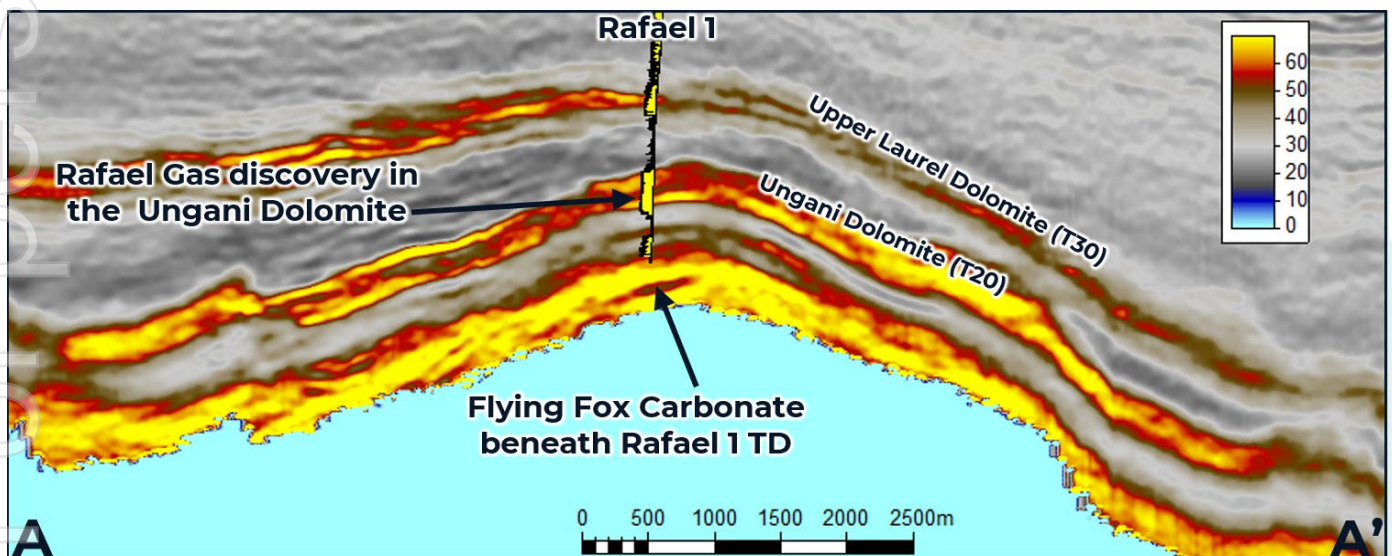 Rafael 1
Rafael Gas discovery in
the Ungani Dolomite
Upper Laurel Dolomite (T30)
Ungani Dolomite (T20)
Flying Fox Carbonate
beneath Rafael 1 TD
60
50
40
30
20
10
0
0 500 1000 1500 2000 2500m
A
A’